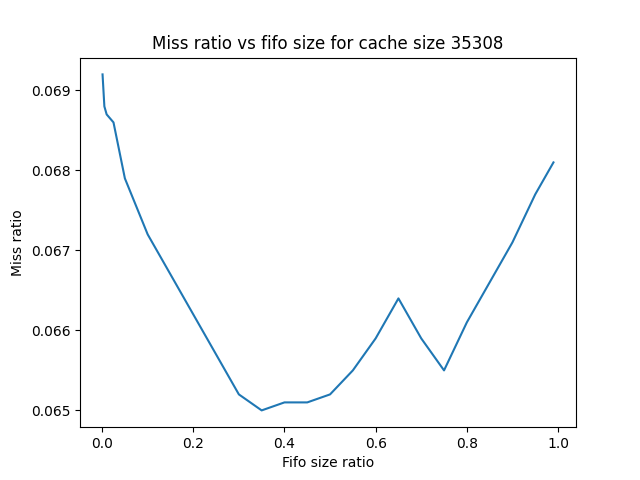 Miss ratio vs fifo size for cache size 35308
0.069
0.068
0.067
0.066
0.065
Miss ratio
0.0 0.2 0.4 0.6 0.8 1.0
Fifo size ratio